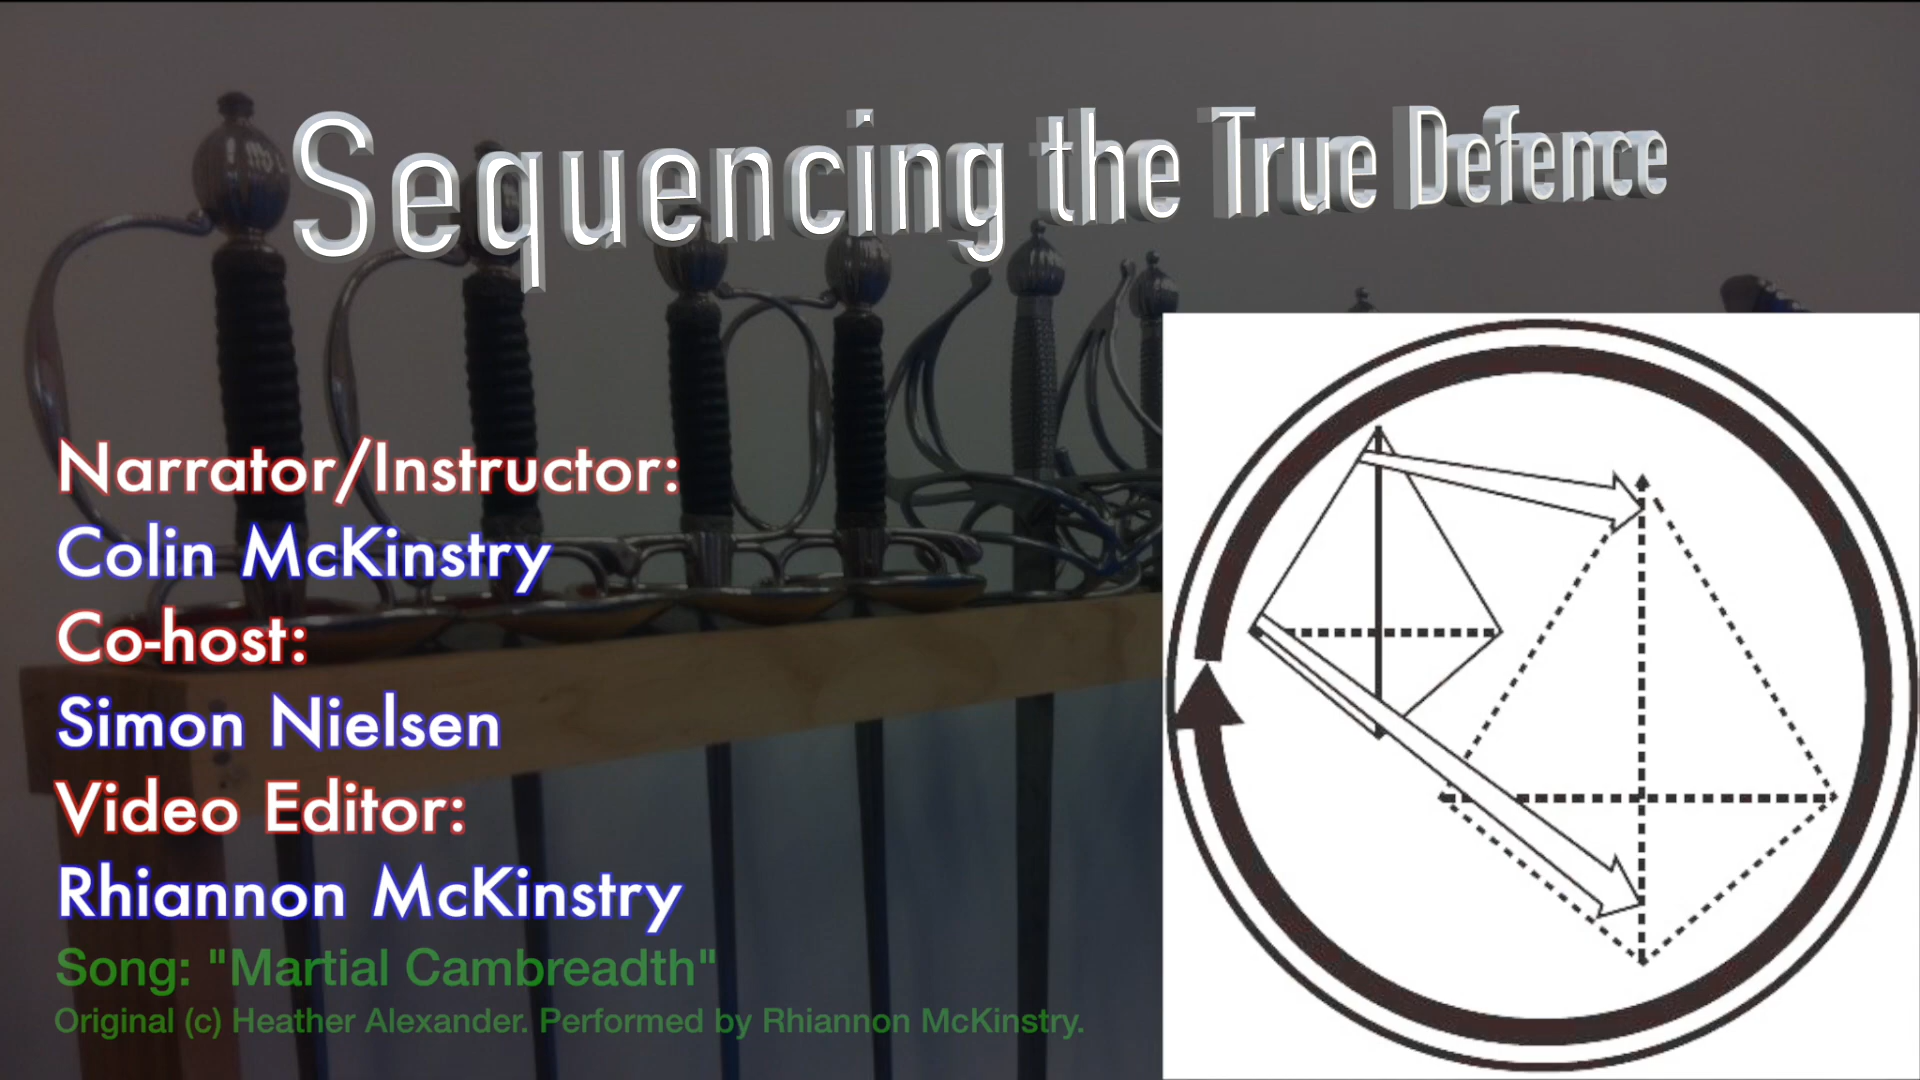 Sequencing the True Defence
Narrator/Instructor:
Colin McKinstry
Co-host:
Simon Nielsen
Video Editor:
Rhiannon McKinstry
Song: "Martial Cambreadth"
Original (c) Heather Alexander. Performed by Rhiannon McKinstry.